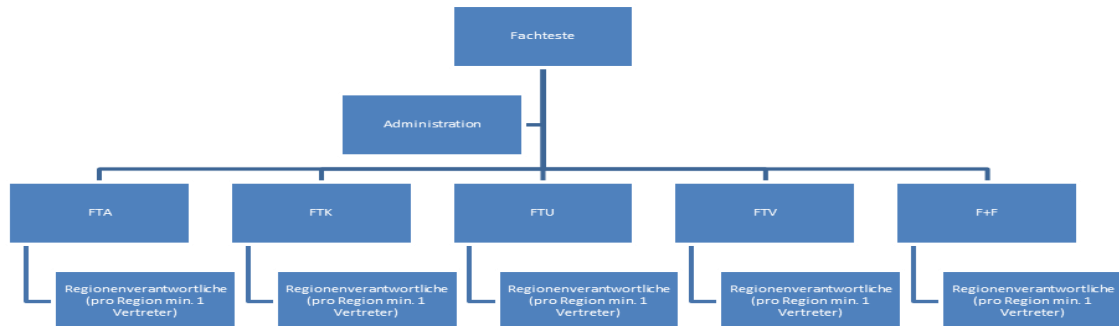 Fachteste
Administration
FTA
FTK
FTU
FTV
F+F
Regionenverantwortliche
(pro Region min. 1
Vertreter)
Regionenverantwortliche
(pro Region min. 1
Vertreter)
Regionenverantwortliche
(pro Region min. 1
Vertreter)
Regionenverantwortliche
(pro Region min. 1
Vertreter)
Regionenverantwortliche
(pro Region min. 1
Vertreter)